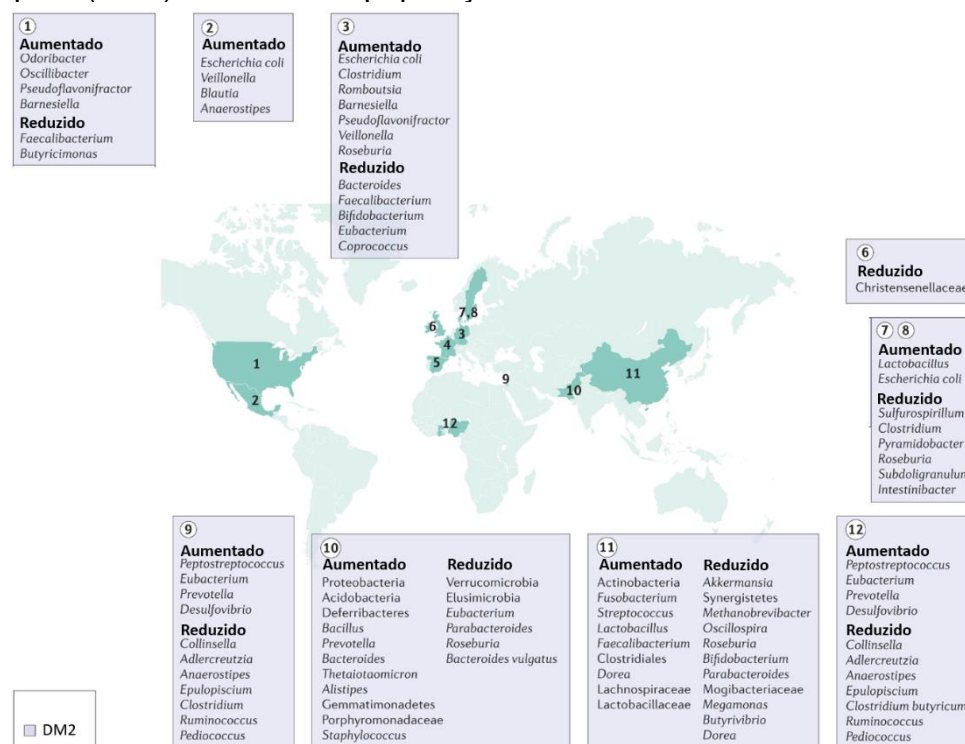 1
Aumentado
Odoribacter
Oscillibacter
Pseudoflavonifractor
Barnesiella
Reduzido
Faecalibacterium
Butyricimonas
2
Aumentado
Escherichia coli
Veillonella
Blautia
Anaerostipes
3
Aumentado
Escherichia coli
Clostridium
Romboutsia
Barnesiella
Pseudoflavonifractor
Veillonella
Roseburia
Reduzido
Bacteroides
Faecalibacterium
Bifidobacterium
Eubacterium
Coprococcus
6
Reduzido
Christensenellaceae
7 8
Aumentado
Lactobacillus
Escherichia coli
Reduzido
Sulfurospirillum
Clostridium
Pyramidobacter
Roseburia
Subdoligranulum
Intestinibacter
7,8
6
3
4
5
1
2
9
10
11
12
9
Aumentado
Peptostreptococcus
Eubacterium
Prevotella
Desulfovibrio
Reduzido
Collinsella
Adlercreutzia
Anaerostipes
Epulopiscium
Clostridium
Ruminococcus
Pediococcus
10
Aumentado
Proteobacteria
Acidobacteria
Deferribacteres
Bacillus
Prevotella
Bacteroides
Thetaiotaomicron
Alistipes
Gemmatimonadetes
Porphyromonadaceae
Staphylococcus
Reduzido
Verrucomicrobia
Elusimicrobia
Eubacterium
Parabacteroides
Roseburia
Bacteroides vulgatus
11
Aumentado
Actinobacteria
Fusobacterium
Streptococcus
Lactobacillus
Faecalibacterium
Clostridiales
Dorea
Lachnospiraceae
Lactobacillaceae
Reduzido
Akkermansia
Synergistetes
Methanobrevibacter
Oscillospira
Roseburia
Bifidobacterium
Parabacteroides
Mogibacteriaceae
Megamonas
Butyrivibrio
Dorea
12
Aumentado
Peptostreptococcus
Eubacterium
Prevotella
Desulfovibrio
Reduzido
Collinsella
Adlercreutzia
Anaerostipes
Epulopiscium
Clostridium butyricum
Ruminococcus
Pediococcus
DM2